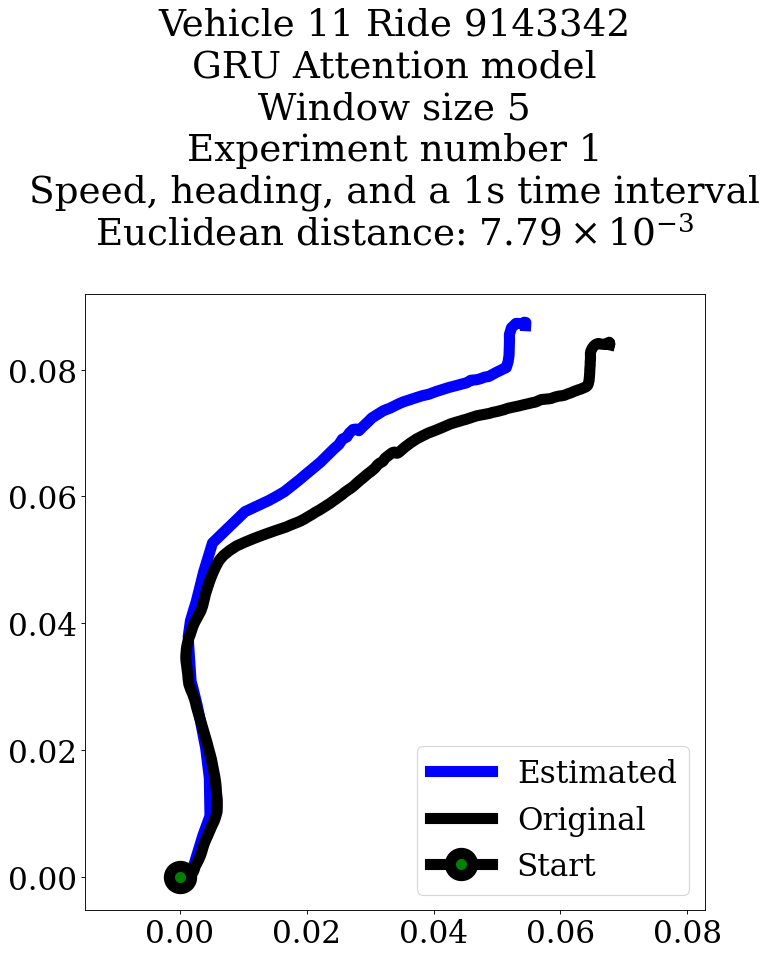 Vehicle 11 Ride 9143342
GRU Attention model
Window size 5
Experiment number 1
Speed, heading, and a 1s time interval
Euclidean distance: 7.79 × 10⁻³
0.08
0.06
0.04
0.02
0.00
Estimated
Original
Start
0.00 0.02 0.04 0.06 0.08